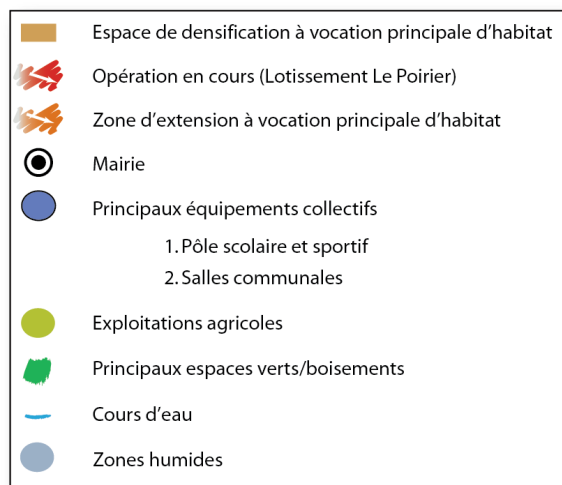 Espace de densification à vocation principale d'habitat
Opération en cours (Lotissement Le Poirier)
Zone d'extension à vocation principale d'habitat
Mairie
Principaux équipements collectifs
1. Pôle scolaire et sportif
2. Salles communales
Exploitations agricoles
Principaux espaces verts/boisements
Cours d'eau
Zones humides